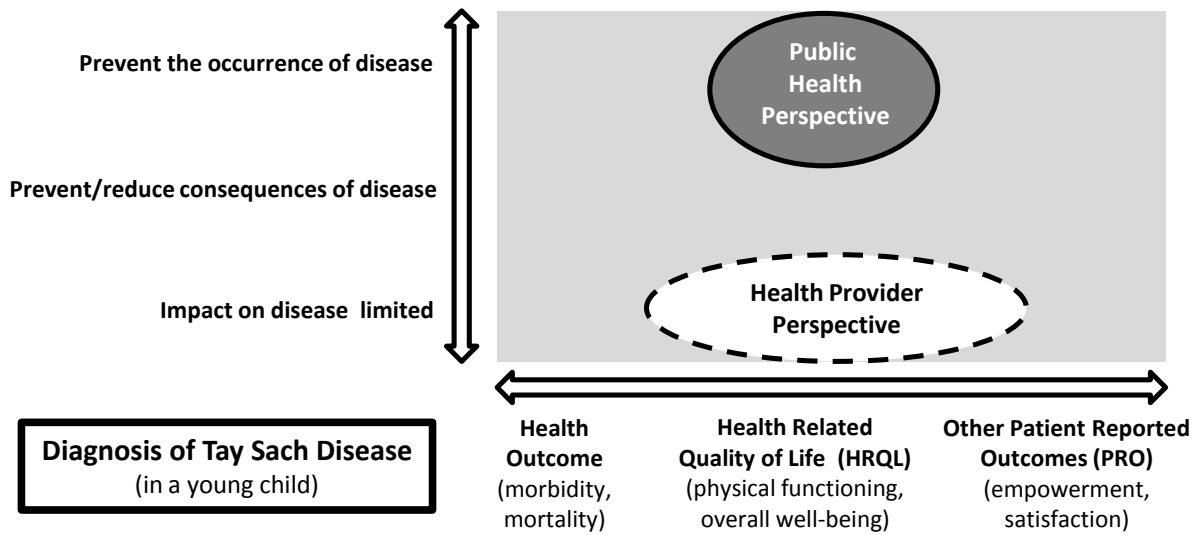 Prevent the occurrence of disease
Prevent/reduce consequences of disease
Impact on disease limited
Public
Health
Perspective
Health Provider
Perspective
Diagnosis of Tay Sach Disease
(in a young child)
Health
Outcome
(morbidity,
mortality)
Health Related
Quality of Life (HRQL)
(physical functioning,
overall well-being)
Other Patient Reported
Outcomes (PRO)
(empowerment,
satisfaction)